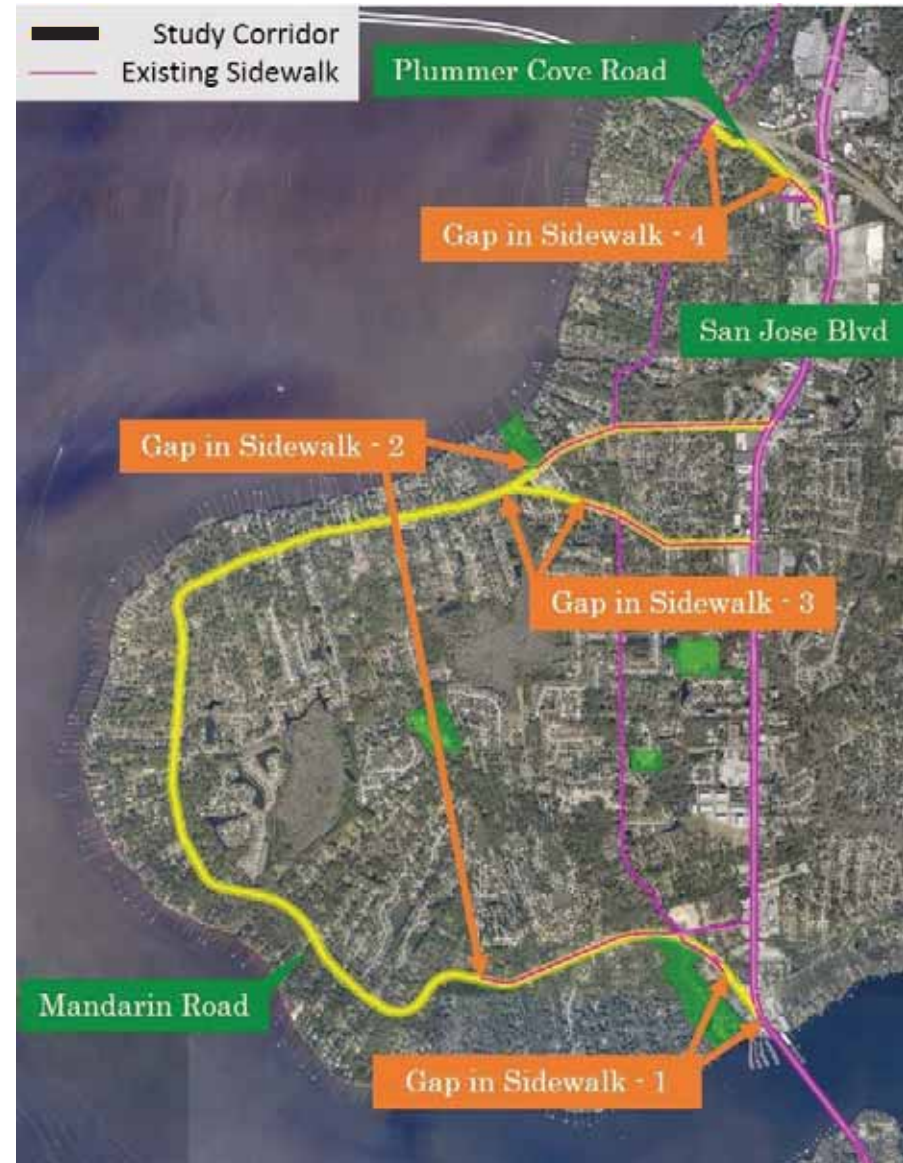 Study Corridor
Existing Sidewalk
Plummer Cove Road
Gap in Sidewalk - 4
San Jose Blvd
Gap in Sidewalk - 2
Gap in Sidewalk - 3
Mandarin Road
Gap in Sidewalk - 1